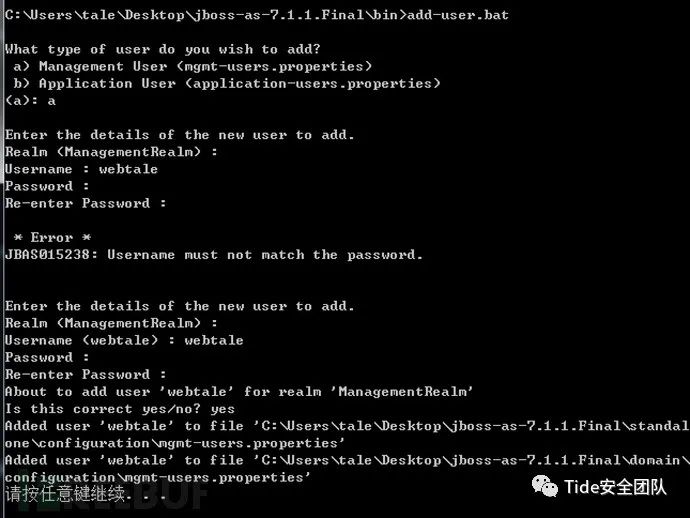 C:\Users\tale\Desktop\jboss-as-7.1.1.Final\bin>add-user.bat
What type of user do you wish to add?
a) Management User (mgmt-users.properties)
b) Application User (application-users.properties)
(a): a
Enter the details of the new user to add.
Realm (ManagementRealm) :
Username : webtale
Password :
Re-enter Password :
* Error *
JBAS015238: Username must not match the password.
Enter the details of the new user to add.
Realm (ManagementRealm) :
Username (webtale) : webtale
Password :
Re-enter Password :
About to add user 'webtale' for realm 'ManagementRealm'
Is this correct yes/no? yes
Added user 'webtale' to file 'C:\Users\tale\Desktop\jboss-as-7.1.1.Final\standal
one\configuration\mgmt-users.properties'
Added user 'webtale' to file 'C:\Users\tale\Desktop\jboss-as-7.1.1.Final\domain\
configuration\mgmt-users.properties'
请按任意键继续. . .
Tide安全团队